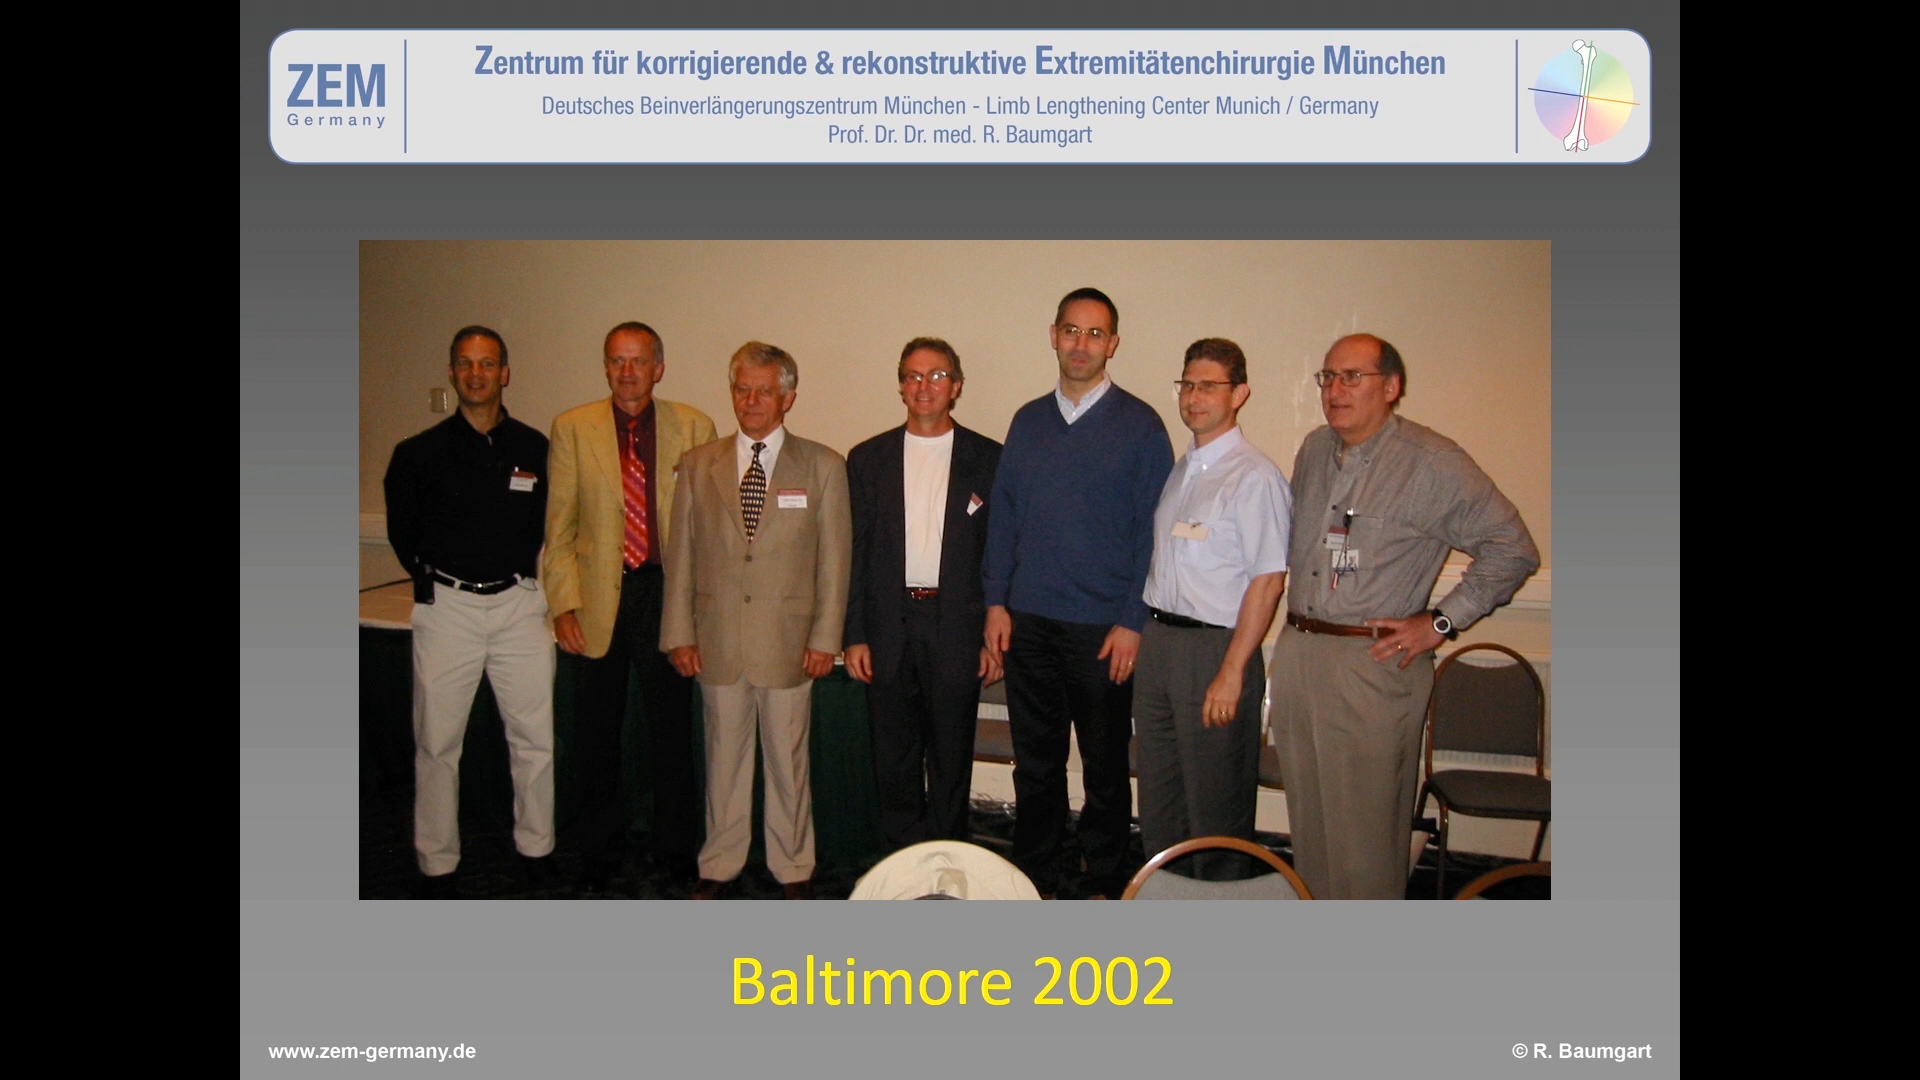 ZEM
Germany
Zentrum für korrigierende & rekonstruktive Extremitätenchirurgie München
Deutsches Beinverlängerungszentrum München - Limb Lengthening Center Munich / Germany
Prof. Dr. Dr. med. R. Baumgart
Baltimore 2002
www.zem-germany.de
© R. Baumgart